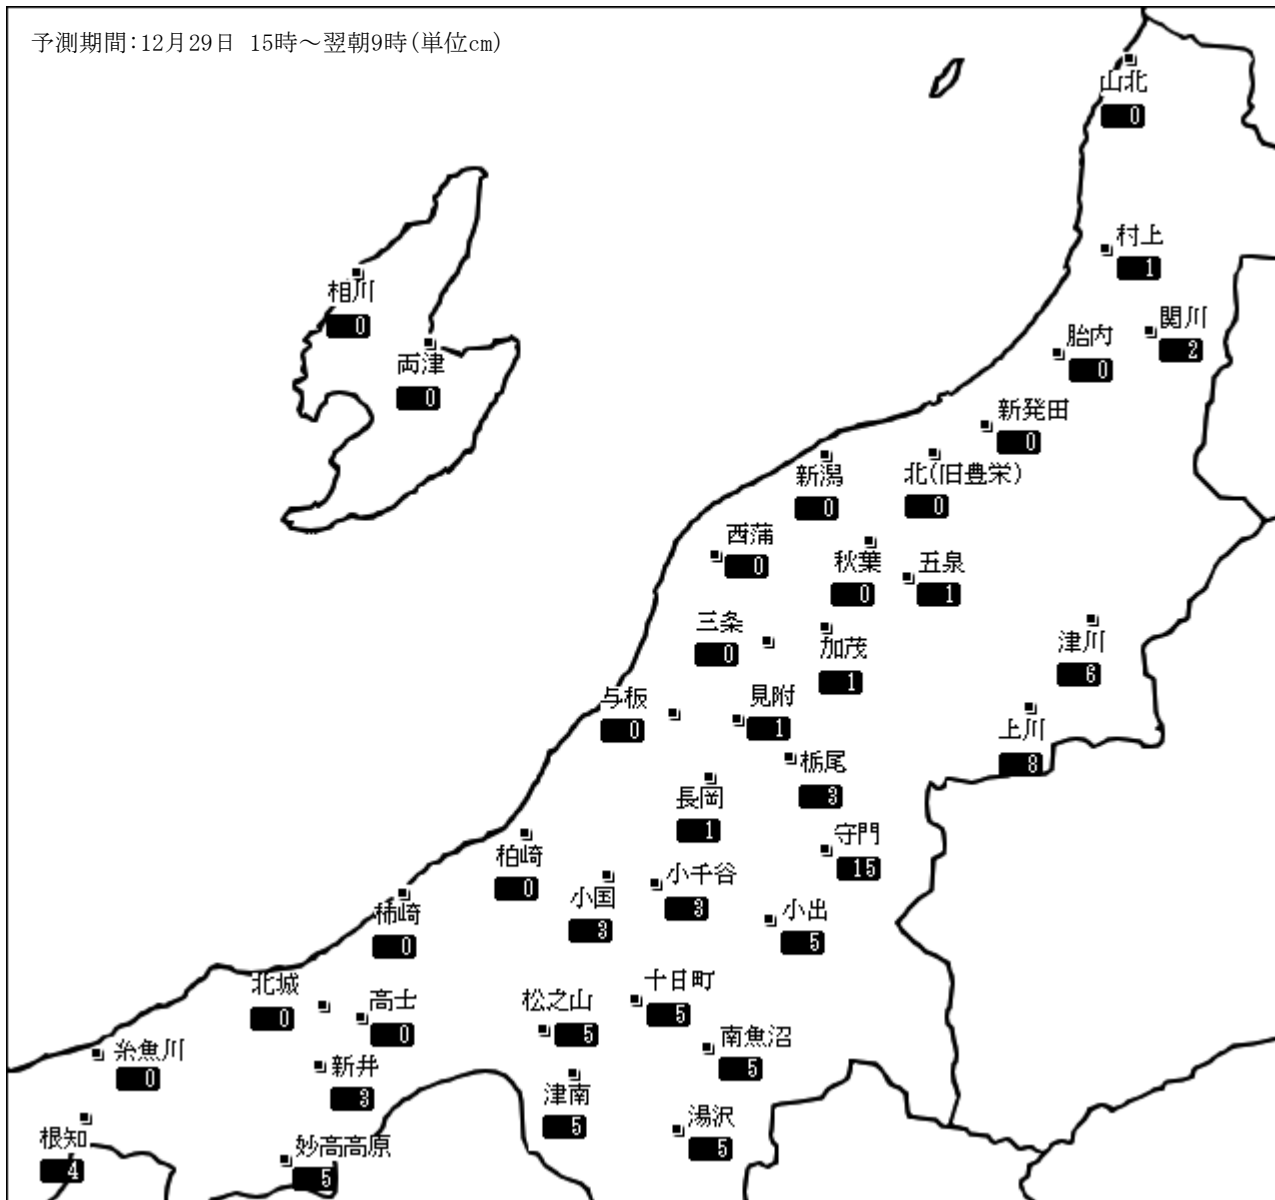 予測期間:12月29日 15時～翌朝9時(単位cm)
山北
0
村上
1
相川
0
関川
2
胎内
0
両津
0
新発田
0
新潟
0
北(旧豊栄)
0
西蒲
0
秋葉
0
五泉
1
三条
0
加茂
1
津川
6
与板
0
見附
1
上川
8
栃尾
3
長岡
1
守門
15
柏崎
0
小国
3
小千谷
3
小出
5
柿崎
0
北城
0
高士
0
松之山
5
十日町
5
南魚沼
5
糸魚川
0
新井
3
津南
5
湯沢
5
根知
4
妙高高原
5